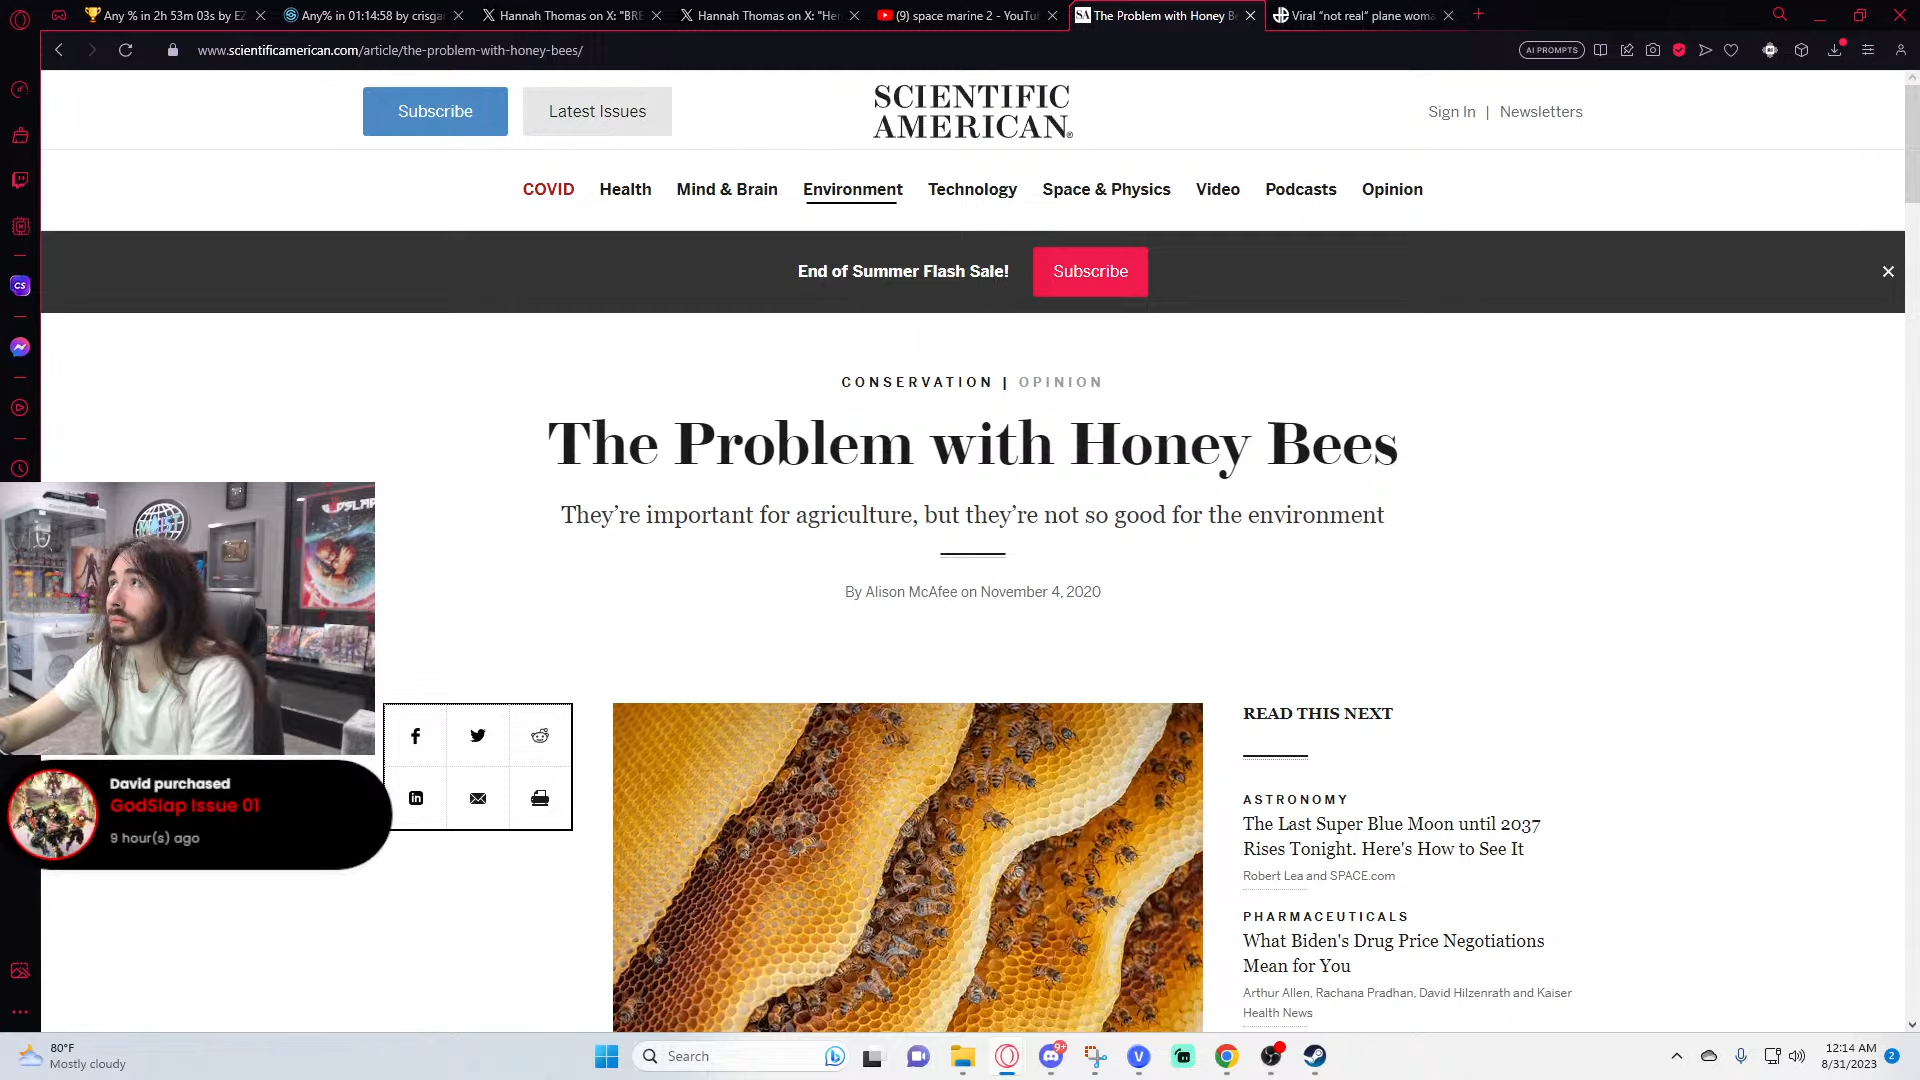 Any % in 2h 53m 03s by EZ
Any% in 01:14:58 by crisgar
Hannah Thomas on X: "BRE
Hannah Thomas on X: "Her
(9) space marine 2 - YouTu
The Problem with Honey Be
Viral "not real" plane woma
www.scientificamerican.com/article/the-problem-with-honey-bees/
AI PROMPTS
Subscribe
Latest Issues
SCIENTIFIC
AMERICAN®
Sign In | Newsletters
COVID Health Mind & Brain Environment Technology Space & Physics Video Podcasts Opinion
End of Summer Flash Sale!
Subscribe
CONSERVATION | OPINION
The Problem with Honey Bees
They're important for agriculture, but they're not so good for the environment
By Alison McAfee on November 4, 2020
CS
David purchased
GodSlap Issue 01
9 hour(s) ago
READ THIS NEXT
ASTRONOMY
The Last Super Blue Moon until 2037
Rises Tonight. Here's How to See It
Robert Lea and SPACE.com
PHARMACEUTICALS
What Biden's Drug Price Negotiations
Mean for You
Arthur Allen, Rachana Pradhan, David Hilzenrath and Kaiser
Health News
80°F
Mostly cloudy
Search
9+
12:14 AM
8/31/2023
2